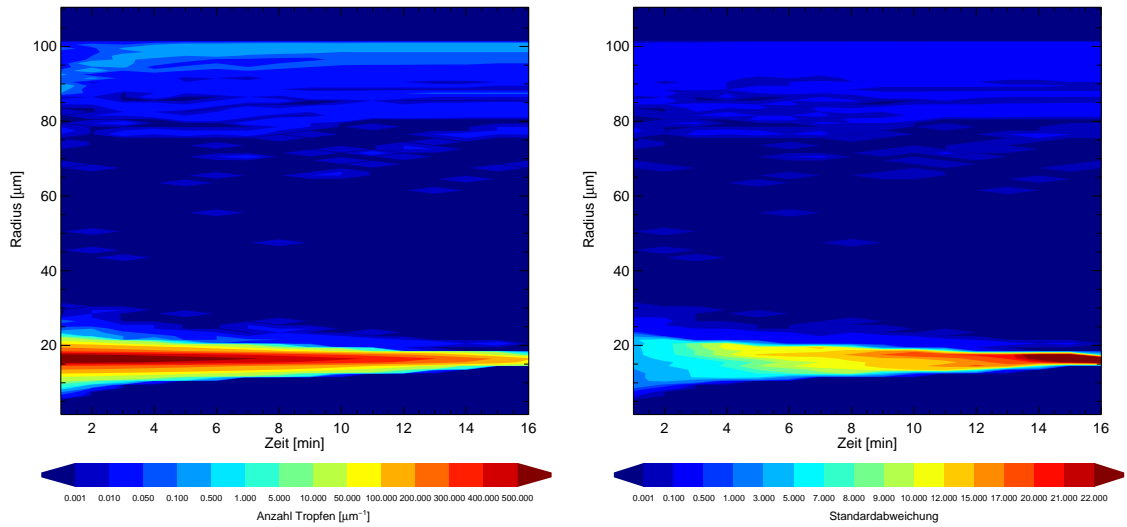 100
80
60
40
20
Radius [µm]
2 4 6 8 10 12 14 16
Zeit [min]
0.001 0.010 0.050 0.100 0.500 1.000 5.000 10.000 50.000 100.000 200.000 300.000 400.000 500.000
Anzahl Tropfen [µm⁻¹]
100
80
60
40
20
Radius [µm]
2 4 6 8 10 12 14 16
Zeit [min]
0.001 0.100 0.500 1.000 3.000 5.000 7.000 9.000 10.000 12.000 15.000 17.000 20.000 21.000 22.000
Standardabweichung